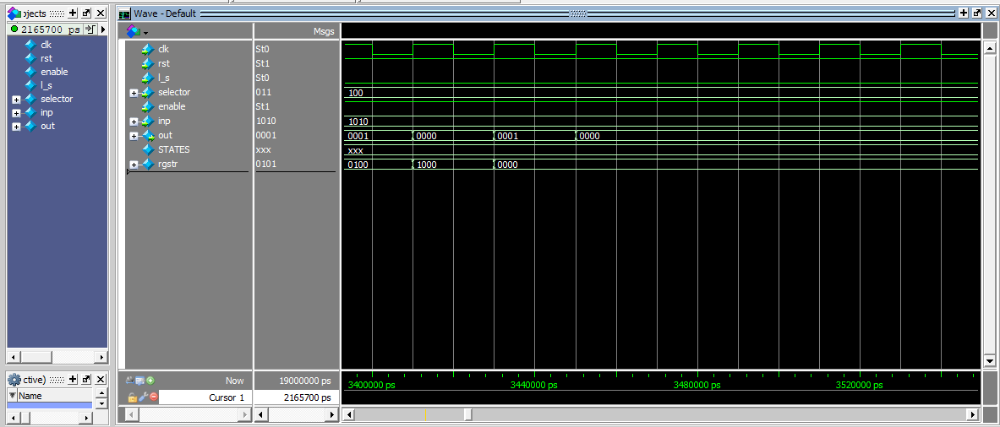 ojects
2165700 ps
clk
rst
enable
l_s
selector
inp
out
ctive)
Name
Wave - Default
Msgs
clk St0
rst St1
l_s St0
selector 011 100
enable St1
inp 1010 1010
out 0001 0001 0000 0001 0000
STATES xxx xxx
rgstr 0101 0100 1000 0000
Now 19000000 ps 3400000 ps 3440000 ps 3480000 ps 3520000 ps
Cursor 1 2165700 ps